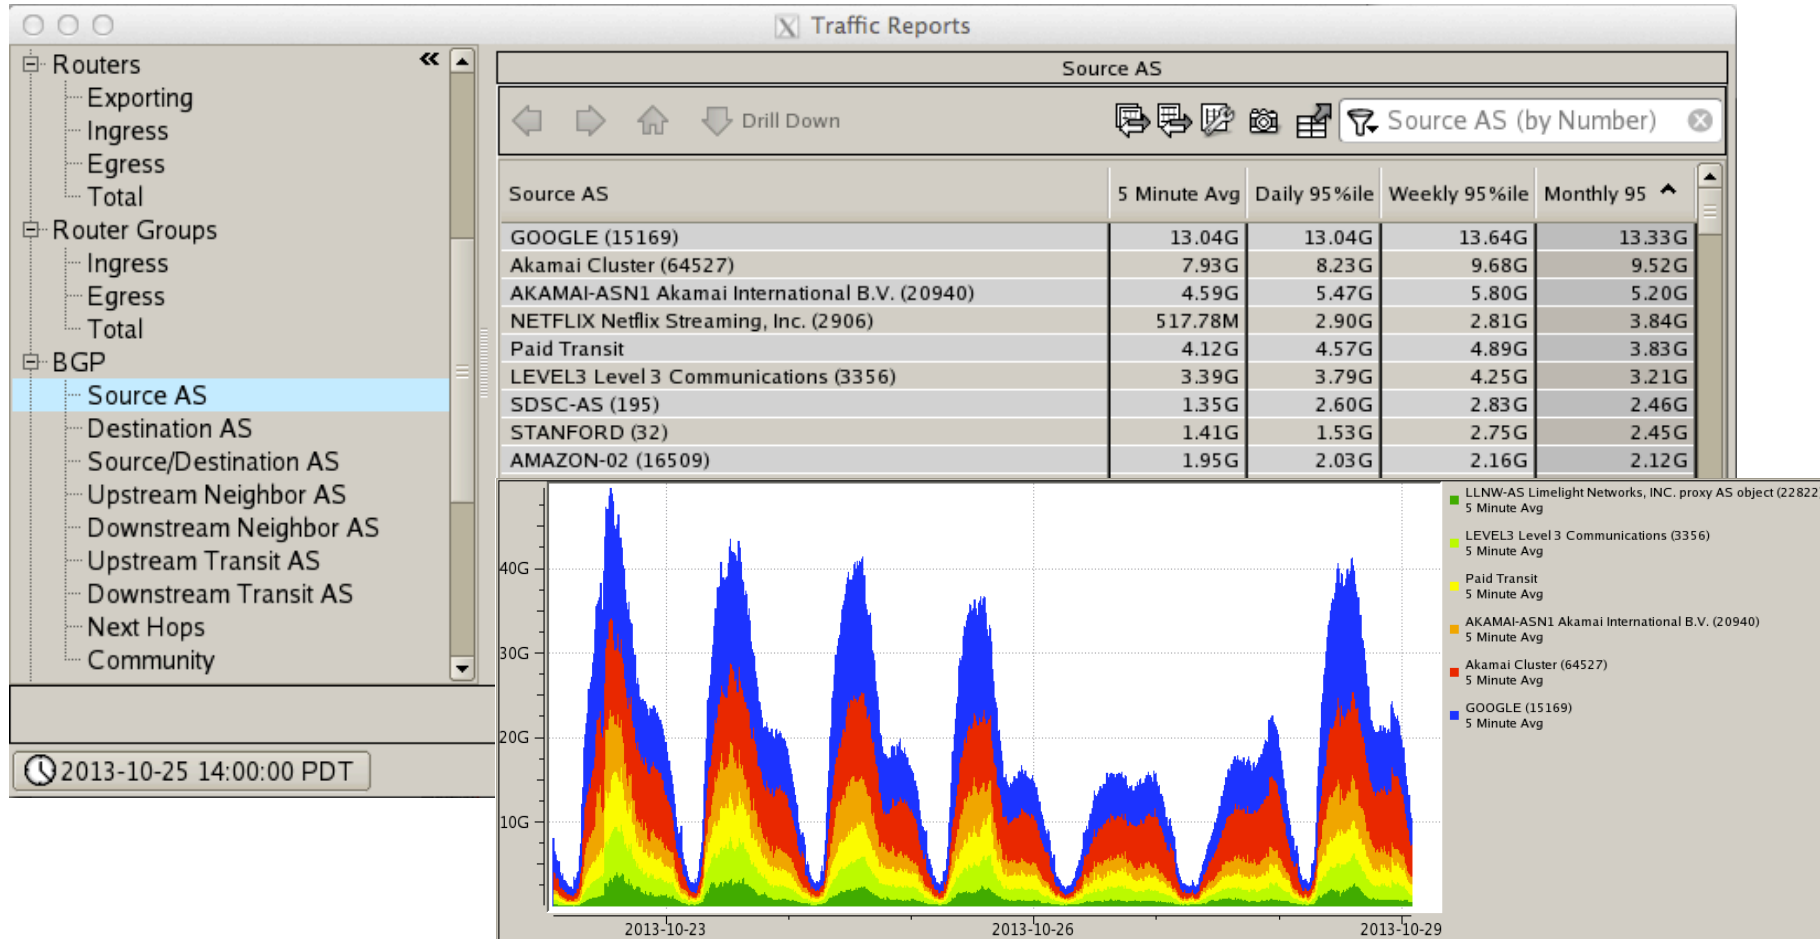 Traffic Reports
Routers
Exporting
Ingress
Egress
Total
Router Groups
Ingress
Egress
Total
BGP
Source AS
Destination AS
Source/Destination AS
Upstream Neighbor AS
Downstream Neighbor AS
Upstream Transit AS
Downstream Transit AS
Next Hops
Community
2013-10-25 14:00:00 PDT
Source AS
Drill Down
Source AS (by Number)
Source AS 5 Minute Avg Daily 95%ile Weekly 95%ile Monthly 95
GOOGLE (15169) 13.04G 13.04G 13.64G 13.33G
Akamai Cluster (64527) 7.93G 8.23G 9.68G 9.52G
AKAMAI-ASN1 Akamai International B.V. (20940) 4.59G 5.47G 5.80G 5.20G
NETFLIX Netflix Streaming, Inc. (2906) 517.78M 2.90G 2.81G 3.84G
Paid Transit 4.12G 4.57G 4.89G 3.83G
LEVEL3 Level 3 Communications (3356) 3.39G 3.79G 4.25G 3.21G
SDSC-AS (195) 1.35G 2.60G 2.83G 2.46G
STANFORD (32) 1.41G 1.53G 2.75G 2.45G
AMAZON-02 (16509) 1.95G 2.03G 2.16G 2.12G
40G
30G
20G
10G
2013-10-23 2013-10-26 2013-10-29
LLNW-AS Limelight Networks, INC. proxy AS object (22822
5 Minute Avg
LEVEL3 Level 3 Communications (3356)
5 Minute Avg
Paid Transit
5 Minute Avg
AKAMAI-ASN1 Akamai International B.V. (20940)
5 Minute Avg
Akamai Cluster (64527)
5 Minute Avg
GOOGLE (15169)
5 Minute Avg